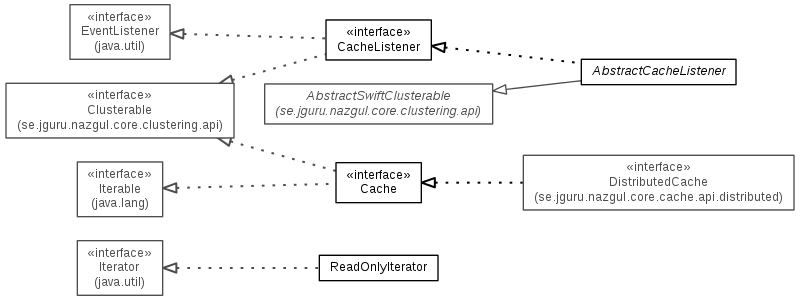 «interface»
EventListener
(java.util)
«interface»
CacheListener
AbstractCacheListener
«interface»
Clusterable
(se.jguru.nazgul.core.clustering.api)
AbstractSwiftClusterable
(se.jguru.nazgul.core.clustering.api)
«interface»
Iterable
(java.lang)
«interface»
Cache
«interface»
DistributedCache
(se.jguru.nazgul.core.cache.api.distributed)
«interface»
Iterator
(java.util)
ReadOnlyIterator